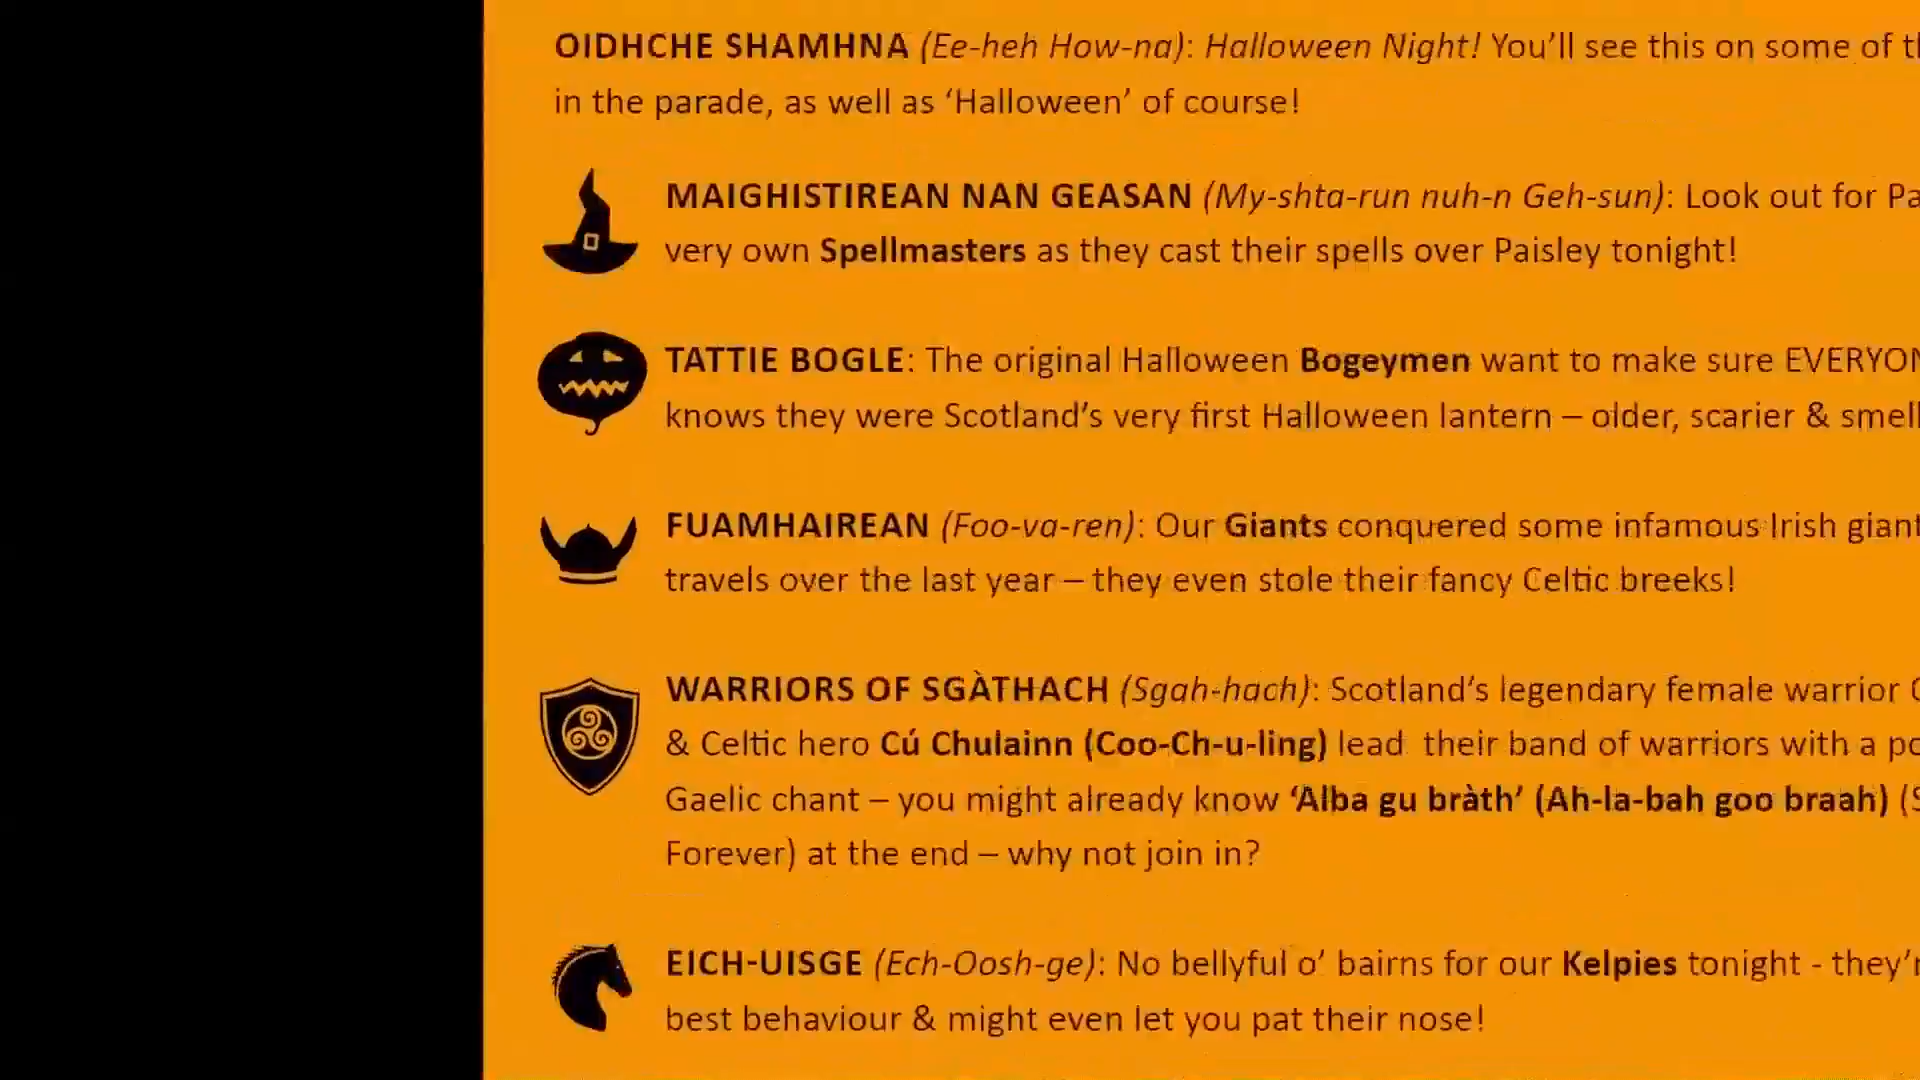 OIDHCHE SHAMHNA (Ee-heh How-na): Halloween Night! You’ll see this on some of
in the parade, as well as ‘Halloween’ of course!
MAIGHISTIREAN NAN GEASAN (My-shta-run nuh-n Geh-sun): Look out for
very own Spellmasters as they cast their spells over Paisley tonight!
TATTIE BOGLE: The original Halloween Bogeymen want to make sure
knows they were Scotland’s very first Halloween lantern – older, scarier &
FUAMHAIREAN (Foo-va-ren): Our Giants conquered some infamous Irish
travels over the last year – they even stole their fancy Celtic breeks!
WARRIORS OF SGÀTHACH (Sgah-hach): Scotland’s legendary female warrior
& Celtic hero Cú Chulainn (Coo-Ch-u-ling) lead their band of warriors with a
Gaelic chant – you might already know ‘Alba gu bràth’ (Ah-la-bah goo braah)
Forever) at the end – why not join in?
EICH-UISGE (Ech-Oosh-ge): No bellyful o’ bairns for our Kelpies tonight -
best behaviour & might even let you pat their nose!